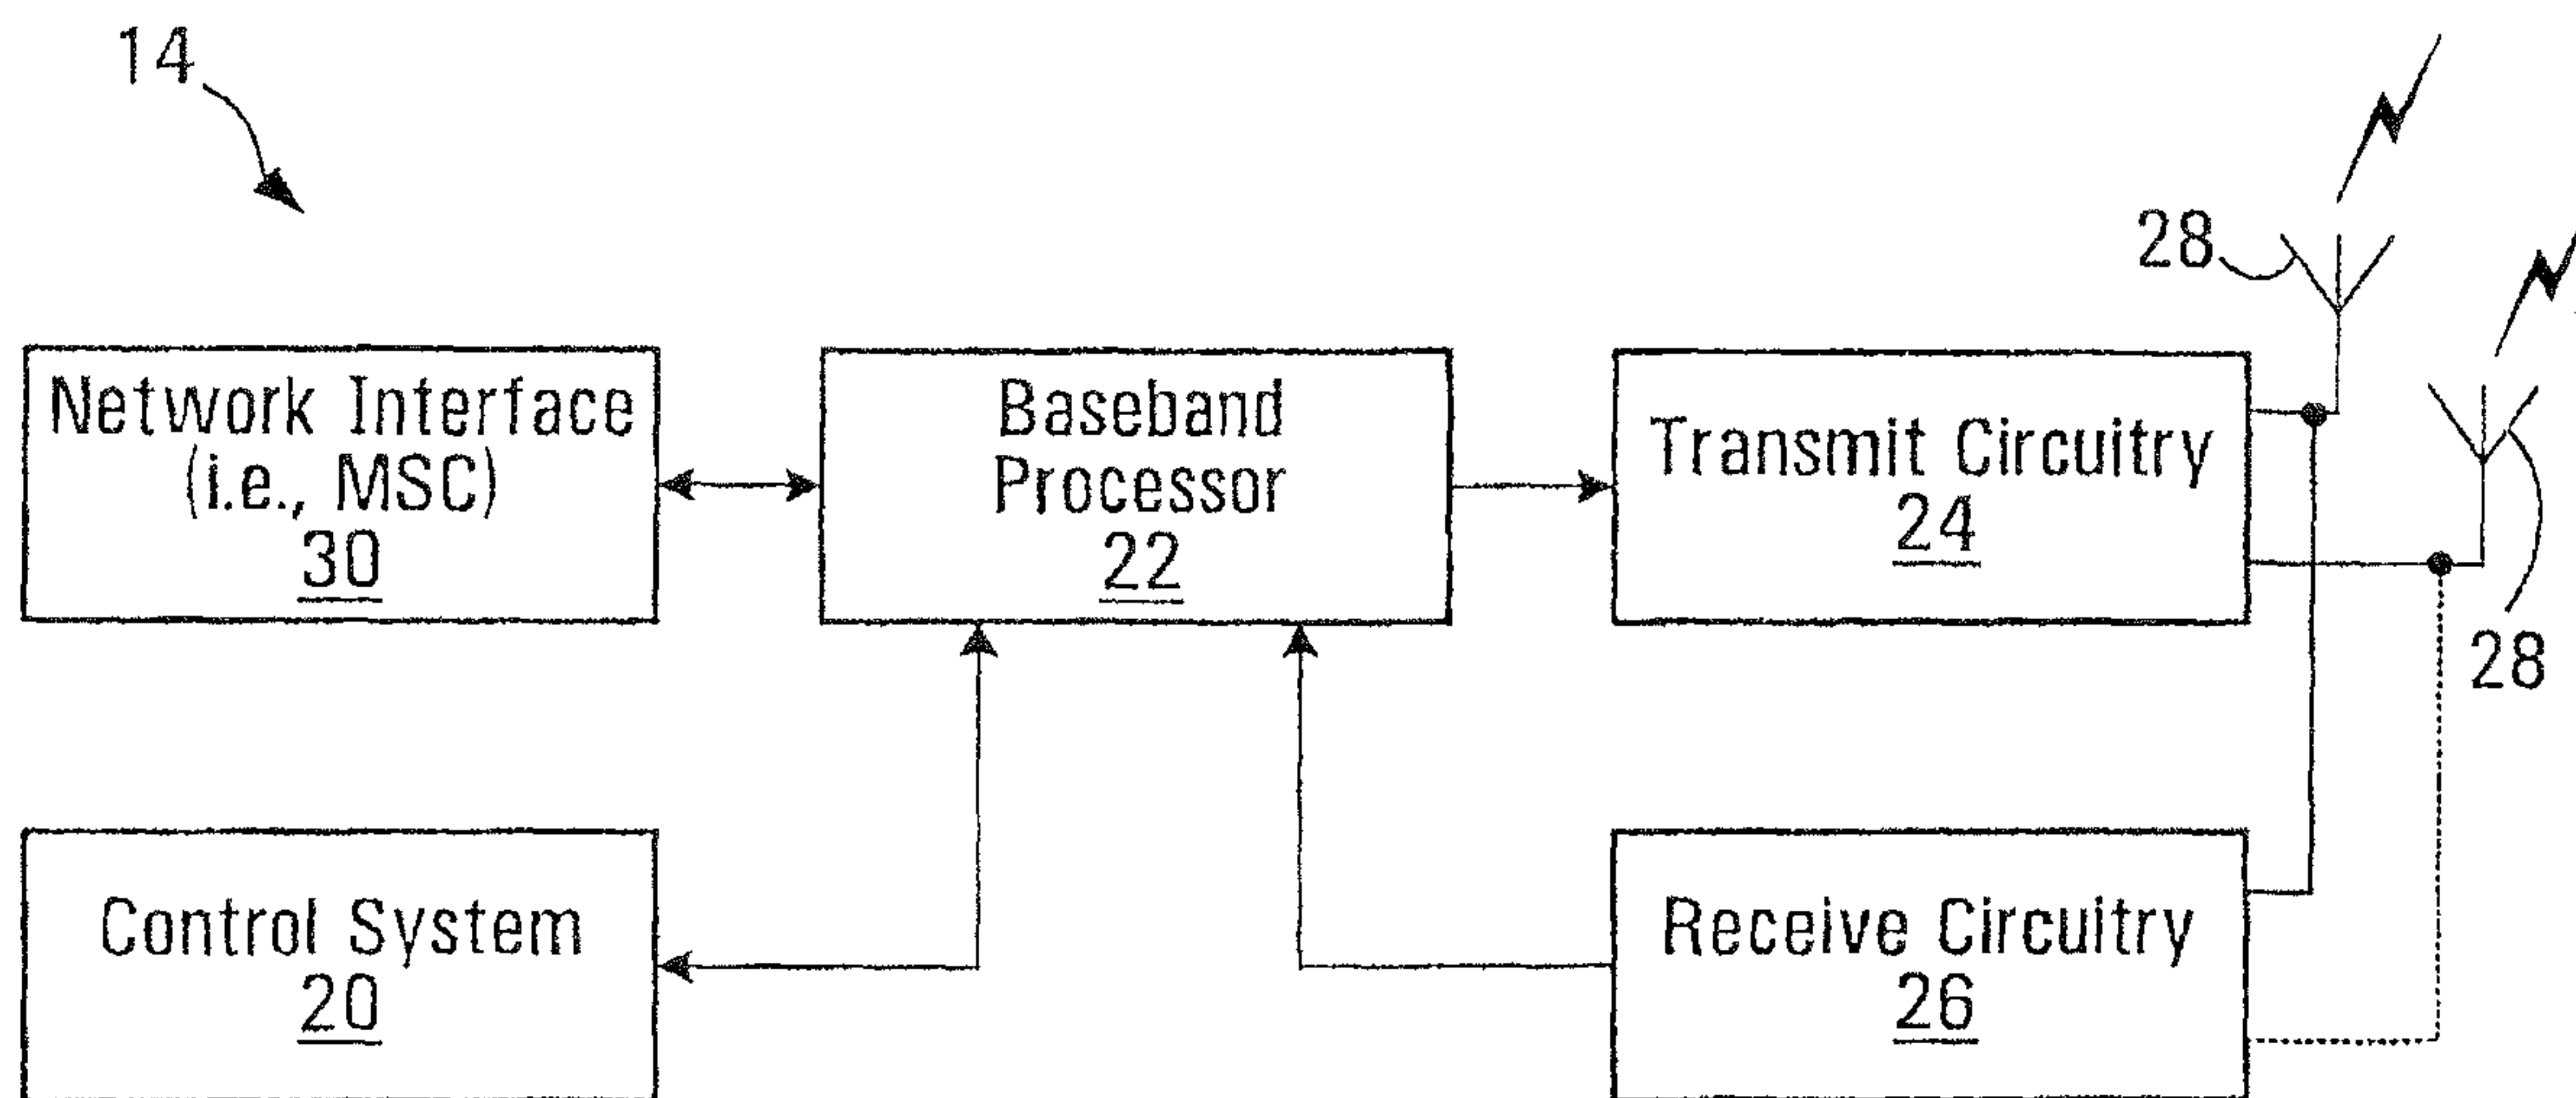 14
28
Network Interface
(i.e., MSC)
30
Baseband
Processor
22
Transmit Circuitry
24
28
Control System
20
Receive Circuitry
26